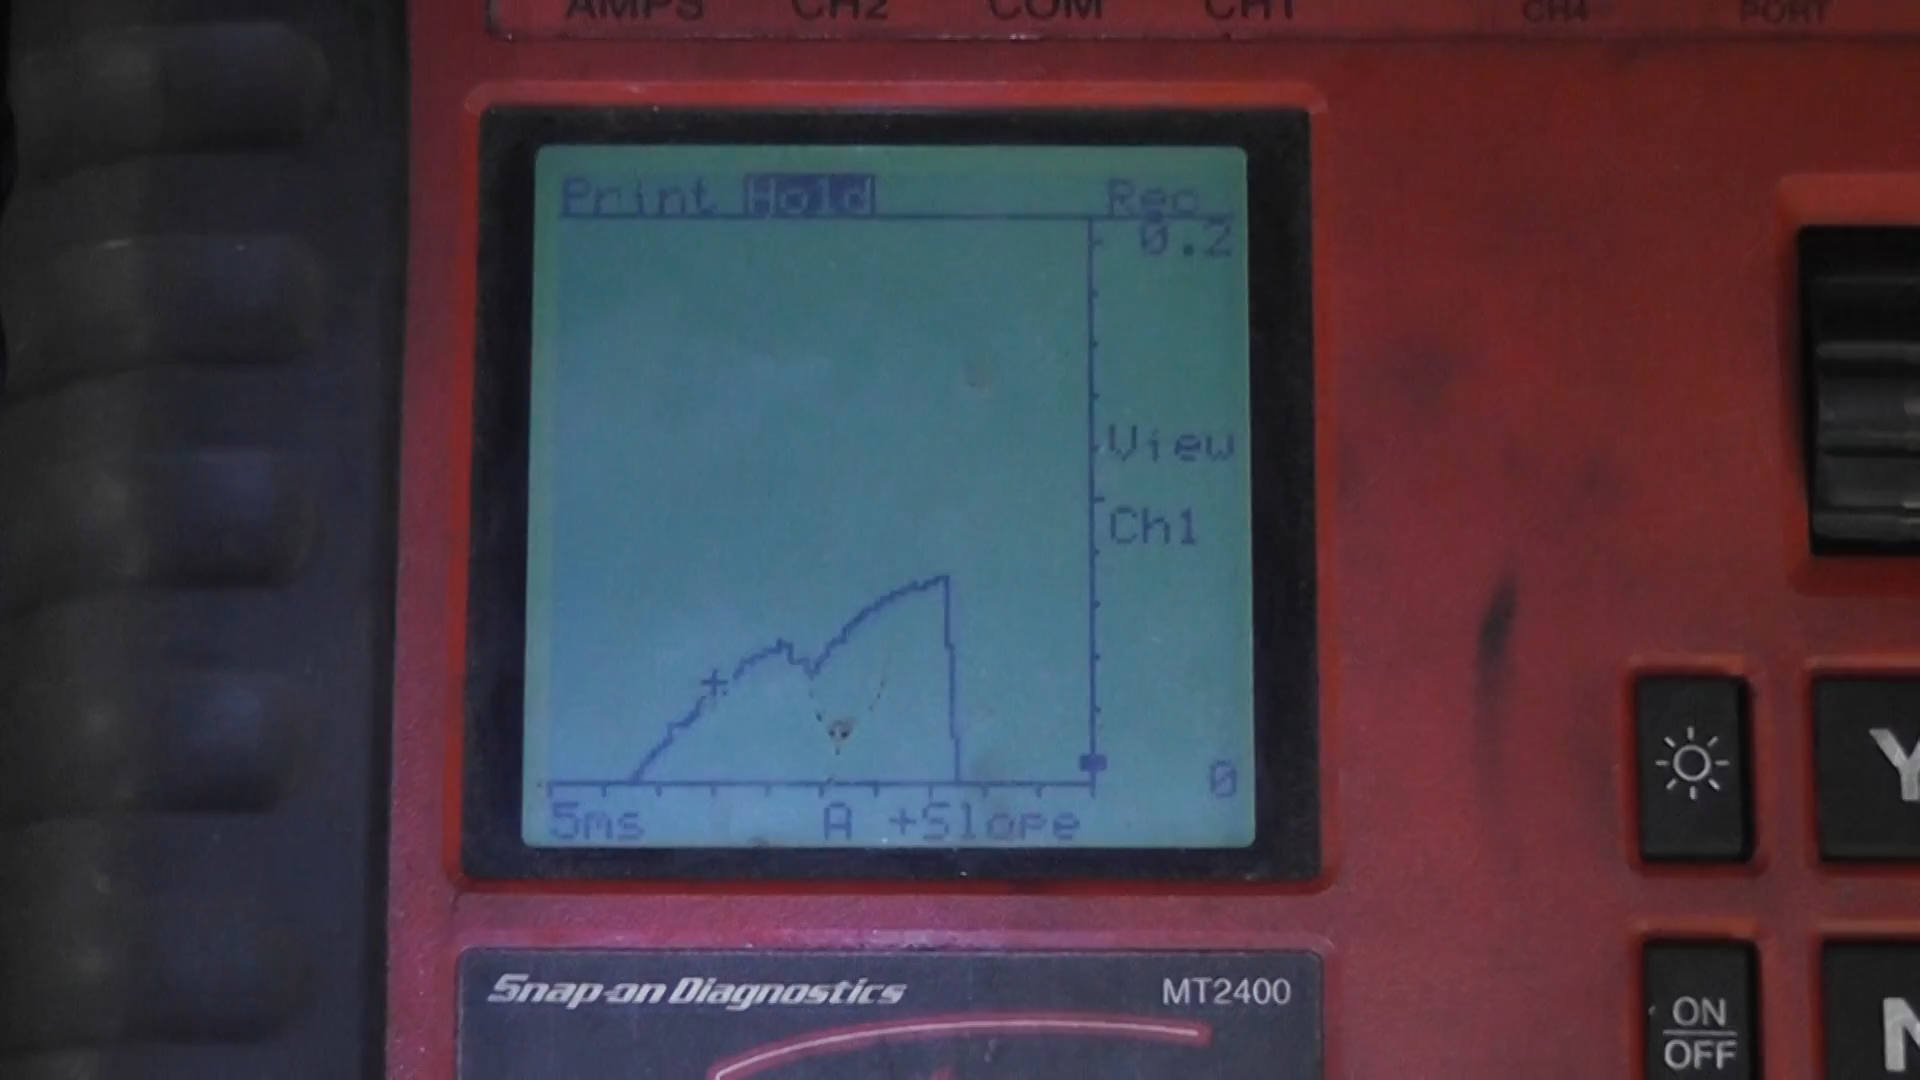 AMPS CH2 COM CH1 CH4 PORT
Print Hold Rec
0.2
View
Ch1
0
5ms A +Slope
Snap-on Diagnostics MT2400
Y
ON
OFF
N